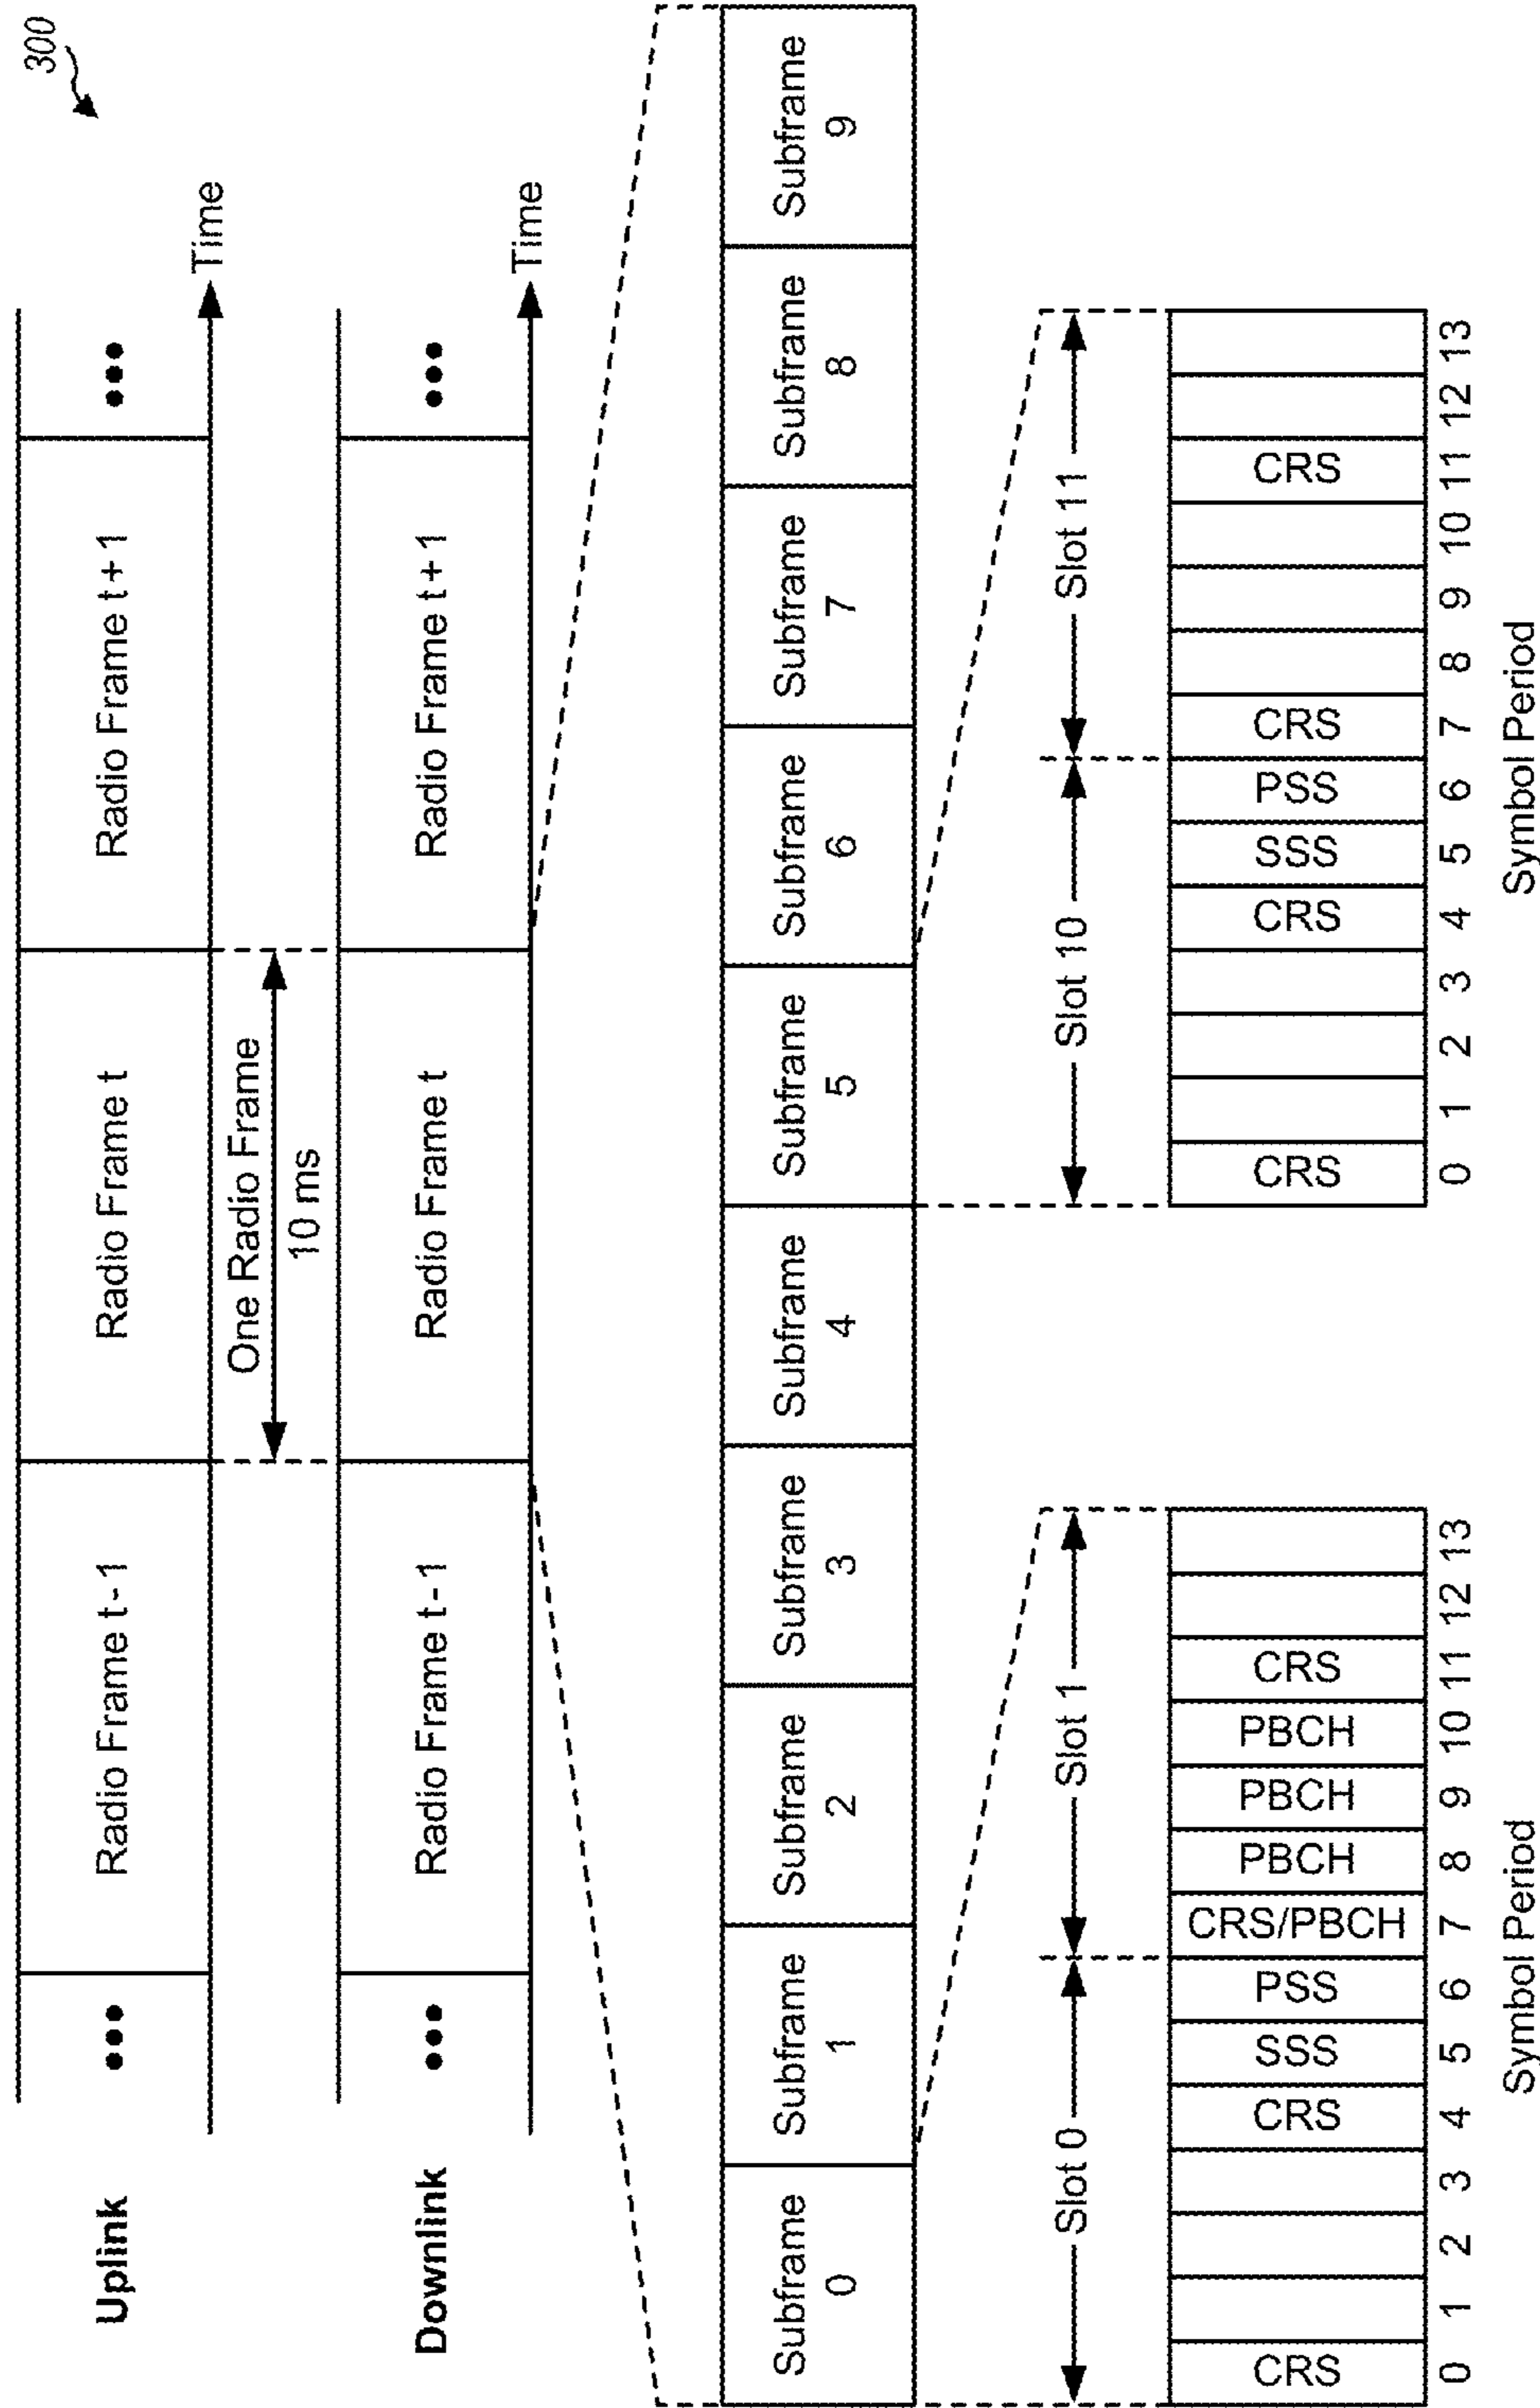 300
Uplink
••• Radio Frame t-1 Radio Frame t Radio Frame t+1 •••
Time
One Radio Frame
10 ms
Downlink
••• Radio Frame t-1 Radio Frame t Radio Frame t+1 •••
Time
Subframe 0
Subframe 1
Subframe 2
Subframe 3
Subframe 4
Subframe 5
Subframe 6
Subframe 7
Subframe 8
Subframe 9
Slot 0
Slot 1
CRS CRS SSS PSS CRS/PBCH PBCH PBCH PBCH CRS
0 1 2 3 4 5 6 7 8 9 10 11 12 13
Symbol Period
Slot 10
Slot 11
CRS CRS SSS PSS CRS CRS
0 1 2 3 4 5 6 7 8 9 10 11 12 13
Symbol Period